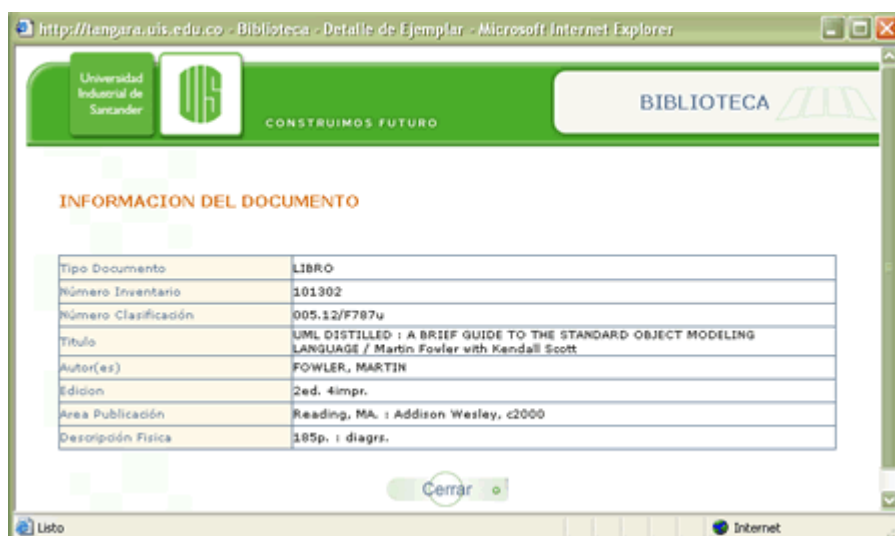 http://tangara.uis.edu.co - Biblioteca - Detalle de Ejemplar - Microsoft Internet Explorer
Universidad
Industrial de
Santander
UIS
CONSTRUIMOS FUTURO
BIBLIOTECA
INFORMACION DEL DOCUMENTO
Tipo Documento LIBRO
Número Inventario 101302
Número Clasificación 005.12/F787u
Titulo UML DISTILLED : A BRIEF GUIDE TO THE STANDARD OBJECT MODELING
LANGUAGE / Martin Fowler with Kendall Scott
Autor(es) FOWLER, MARTIN
Edicion 2ed. 4impr.
Area Publicación Reading, MA. : Addison Wesley, c2000
Descripción Fisica 185p. : diagrs.
Cerrar
Listo
Internet